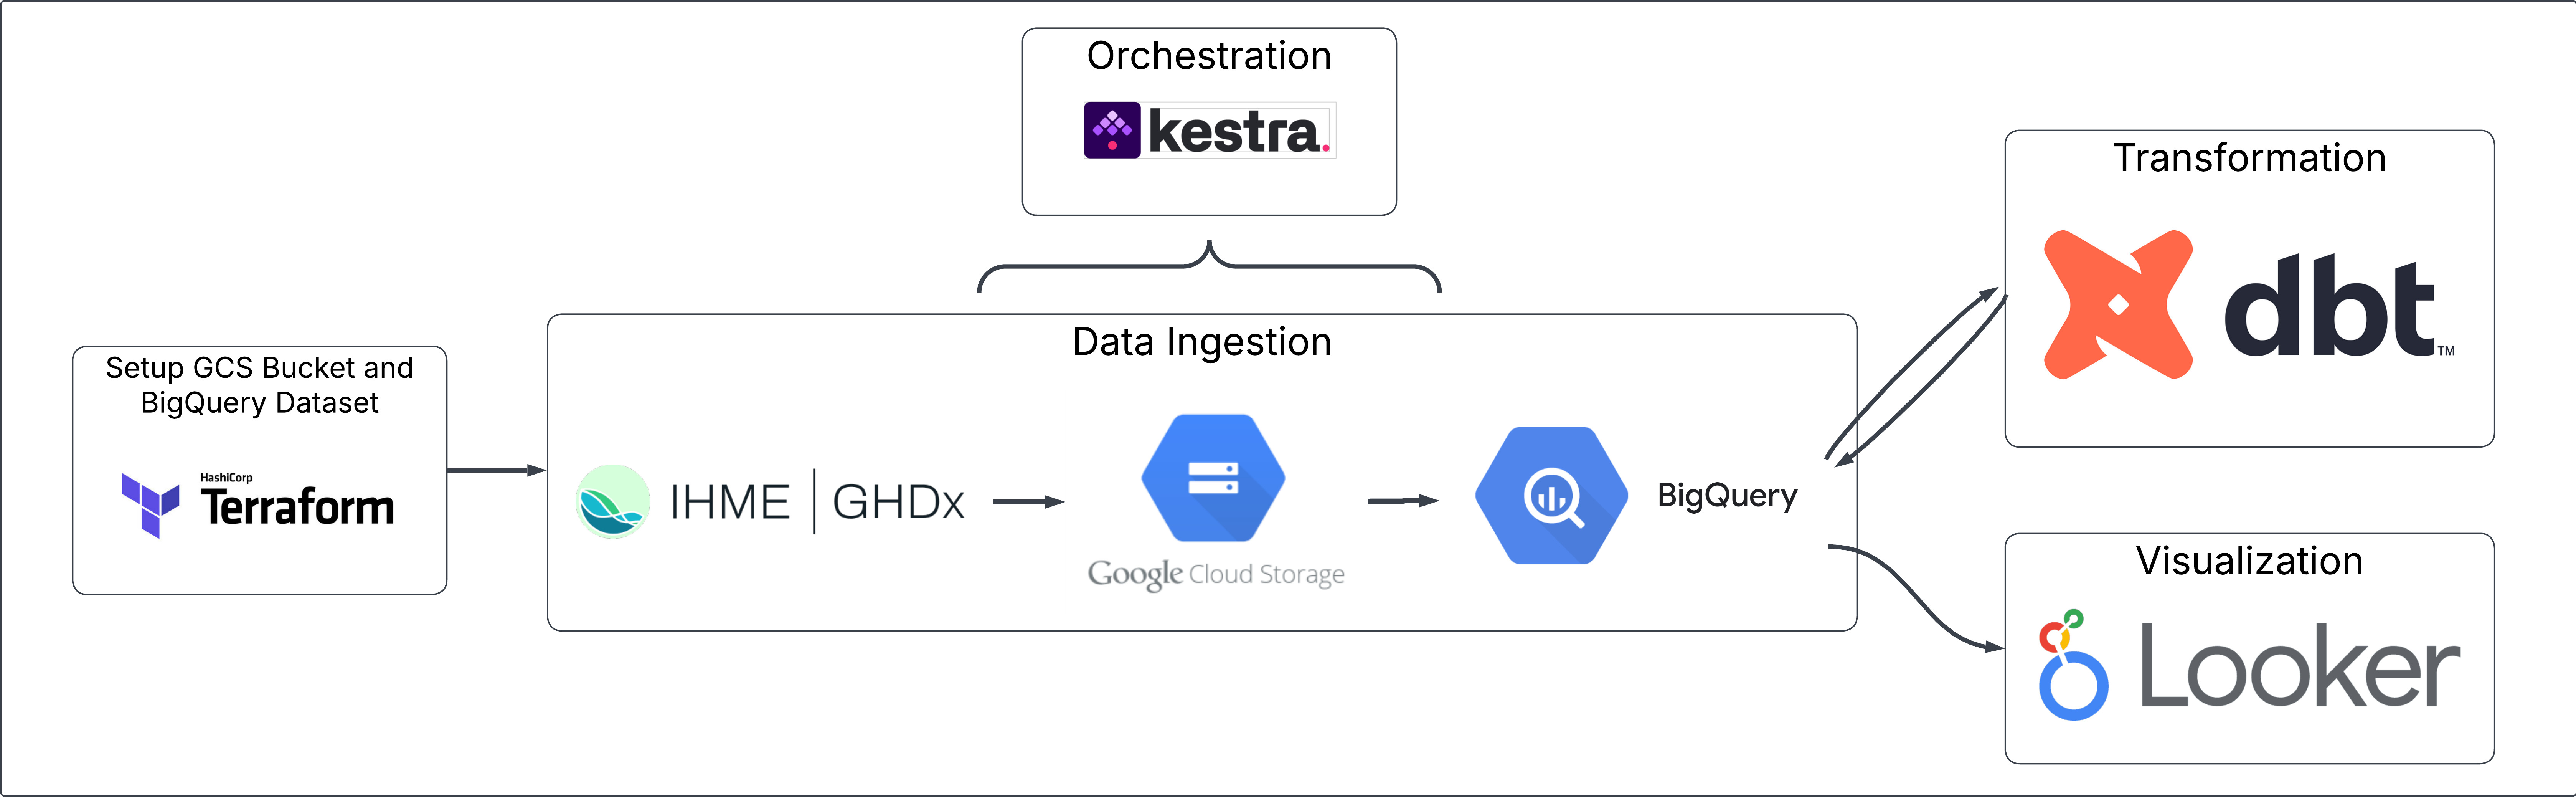 Orchestration
kestra.
Setup GCS Bucket and
BigQuery Dataset
HashiCorp
Terraform
Data Ingestion
IHME | GHDx
Google Cloud Storage
BigQuery
Transformation
dbt™
Visualization
Looker